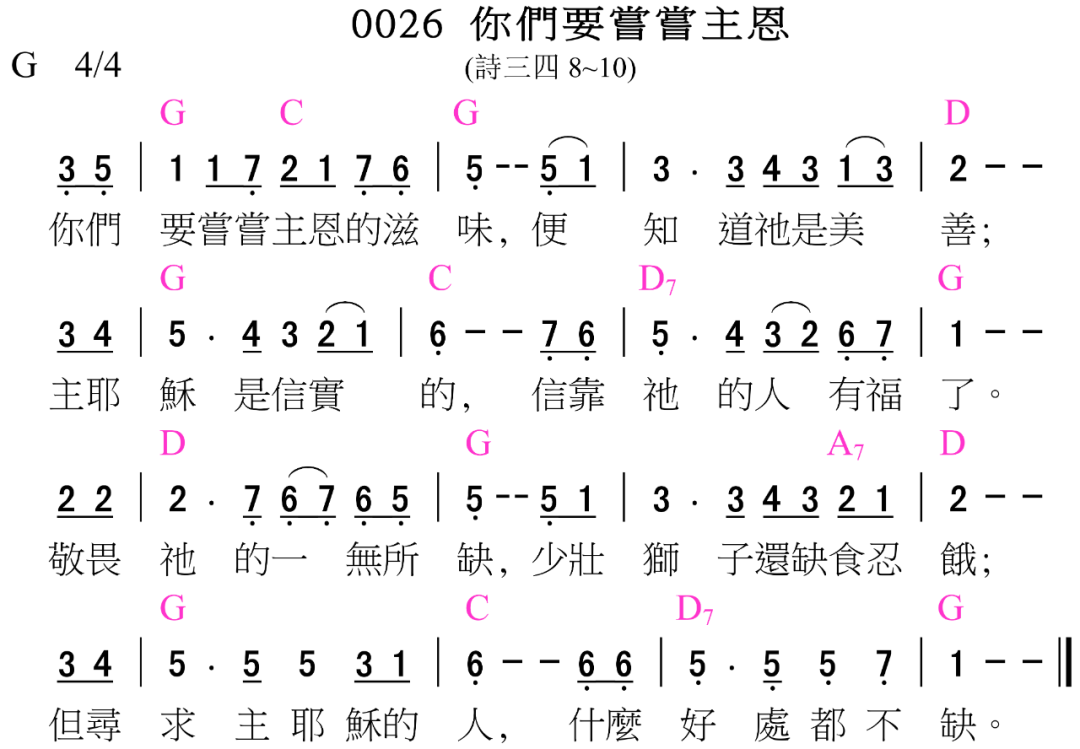 0026 你們要嘗嘗主恩
G 4/4 (詩三四 8~10)
G C G D
3 5 | 1 1 7 2 1 7 6 | 5 -- 5 1 | 3 . 3 4 3 1 3 | 2 - -
你們 要嘗嘗主恩的滋 味, 便 知 道祂是美 善;
G C D7 G
3 4 | 5 . 4 3 2 1 | 6 - - 7 6 | 5 . 4 3 2 6 7 | 1 - -
主耶 穌 是信實 的, 信靠 祂 的人 有福 了。
D G A7 D
2 2 | 2 . 7 6 7 6 5 | 5 -- 5 1 | 3 . 3 4 3 2 1 | 2 - -
敬畏 祂 的一 無所 缺, 少壯 獅 子還缺食忍 餓;
G C D7 G
3 4 | 5 . 5 5 3 1 | 6 - - 6 6 | 5 . 5 5 7 | 1 - - ‖
但尋 求 主 耶 穌的 人, 什麼 好 處 都 不 缺。